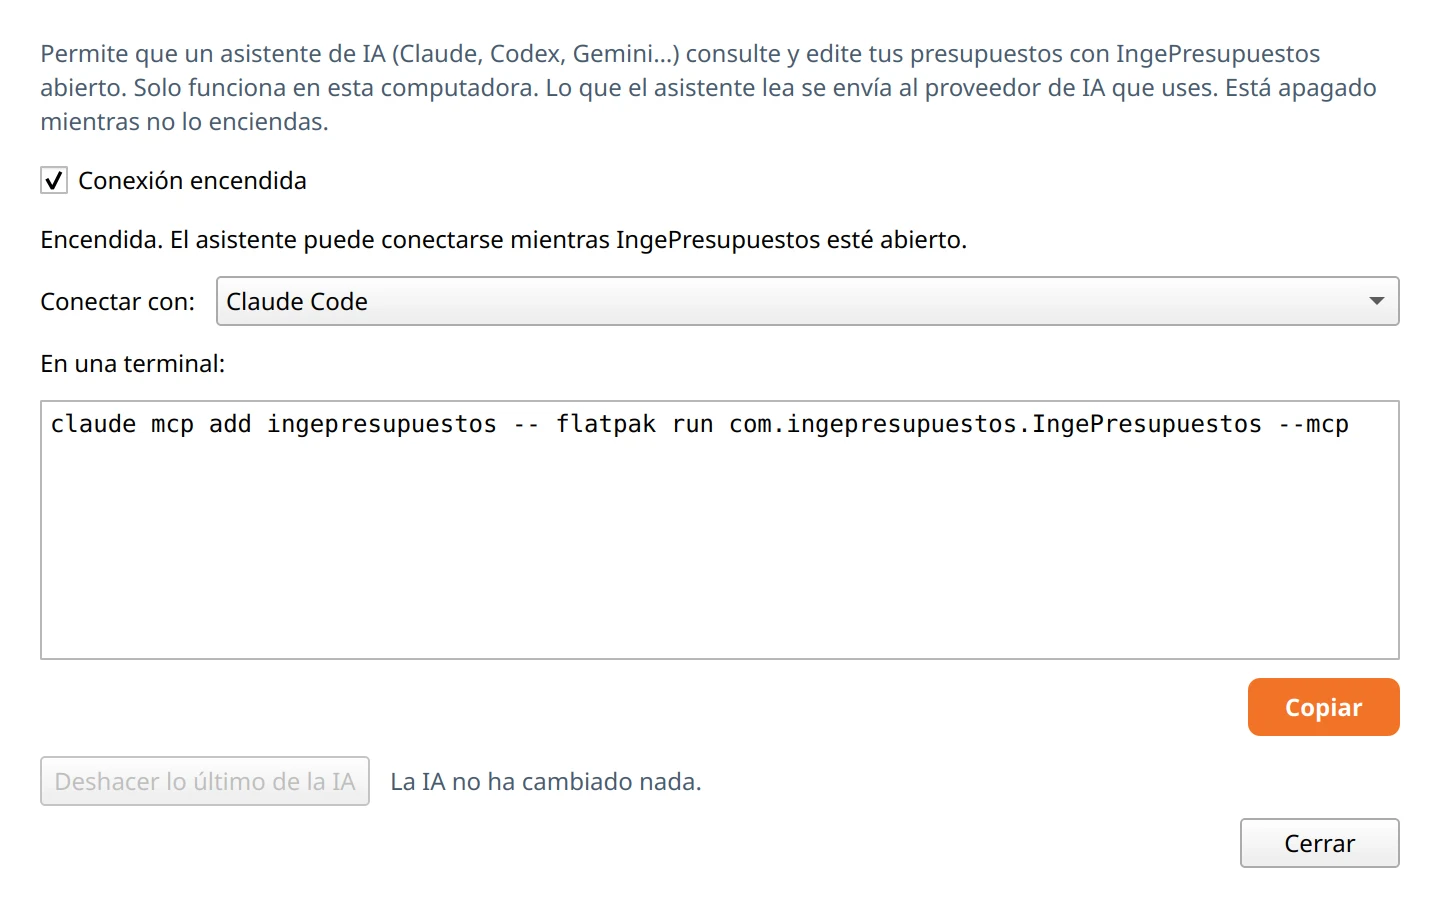 Permite que un asistente de IA (Claude, Codex, Gemini...) consulte y edite tus presupuestos con IngePresupuestos
abierto. Solo funciona en esta computadora. Lo que el asistente lea se envía al proveedor de IA que uses. Está apagado
mientras no lo enciendas.
Conexión encendida
Encendida. El asistente puede conectarse mientras IngePresupuestos esté abierto.
Conectar con: Claude Code
En una terminal:
claude mcp add ingepresupuestos -- flatpak run com.ingepresupuestos.IngePresupuestos --mcp
Copiar
Deshacer lo último de la IA La IA no ha cambiado nada.
Cerrar